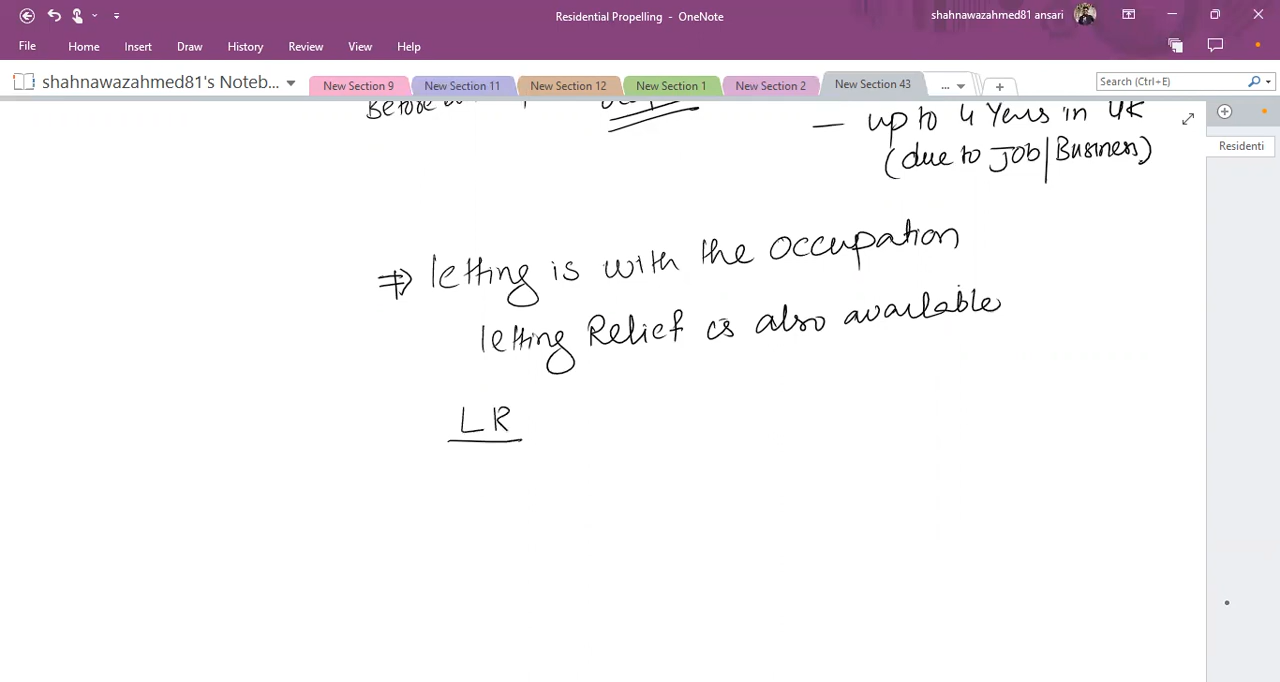 Residential Propelling - OneNote
shahnawazahmed81 ansari
File Home Insert Draw History Review View Help
shahnawazahmed81's Noteb... New Section 9 New Section 11 New Section 12 New Section 1 New Section 2 New Section 43 ... Search (Ctrl+E)
Residenti
Before
— up to 4 Years in UK
(due to JOB|Business)
⇒ letting is with the occupation
letting Relief is also available
LR